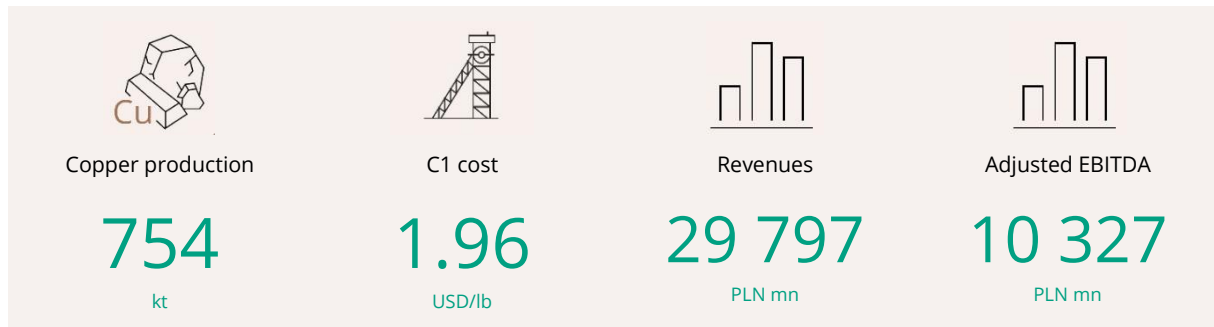 Cu
Copper production
C1 cost
Revenues
Adjusted EBITDA
754
1.96
29 797
10 327
kt
USD/lb
PLN mn
PLN mn